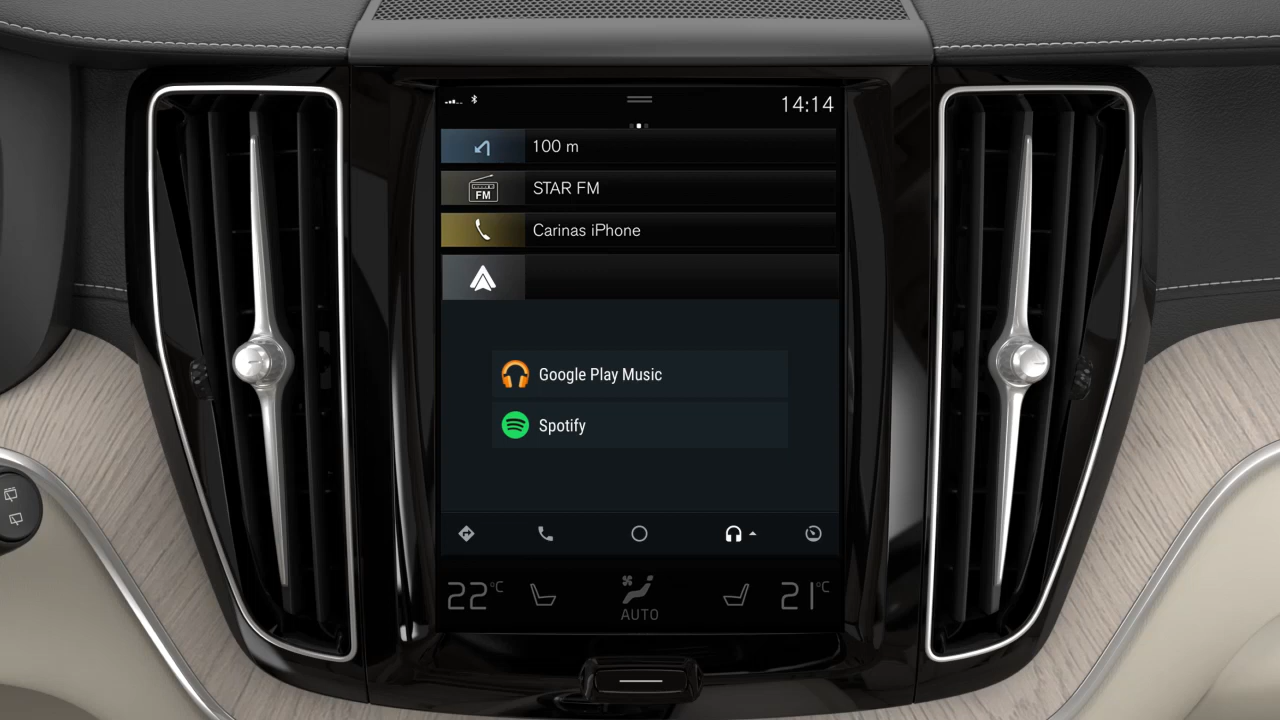 14:14
100 m
FM
STAR FM
Carinas iPhone
Google Play Music
Spotify
22°C
AUTO
21°C